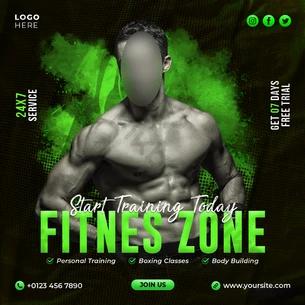 LOGO
HERE
24X7
SERVICE
GET 07 DAYS
FREE TRIAL
Start Training Today
FITNES ZONE
Personal Training
Boxing Classes
Body Building
+0123 456 7890
JOIN US
www.yoursite.com